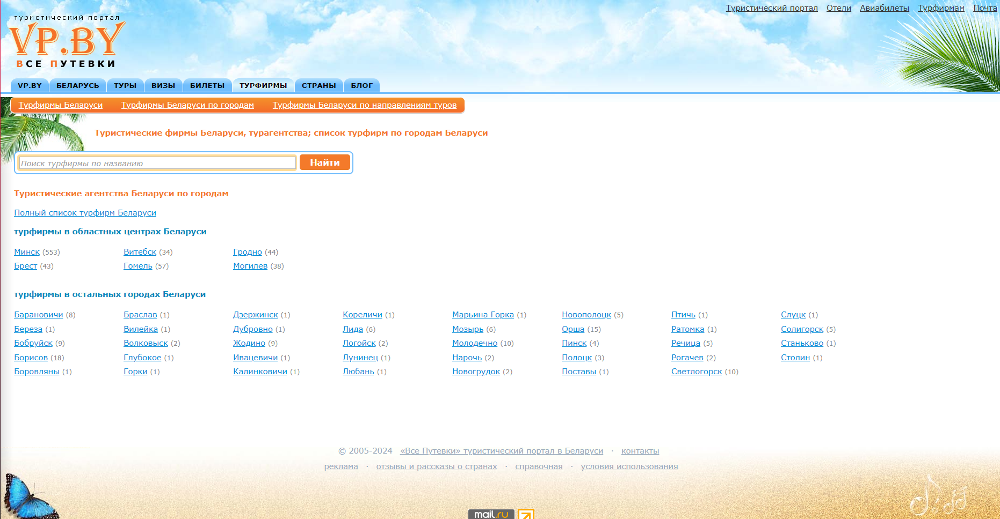 Туристический портал Отели Авиабилеты Турфирмам Почта
туристический портал
VP.BY
ВСЕ ПУТЕВКИ
VP.BY БЕЛАРУСЬ ТУРЫ ВИЗЫ БИЛЕТЫ ТУРФИРМЫ СТРАНЫ БЛОГ
Турфирмы Беларуси Турфирмы Беларуси по городам Турфирмы Беларуси по направлениям туров
Туристические фирмы Беларуси, турагентства; список турфирм по городам Беларуси
Поиск турфирмы по названию Найти
Туристические агентства Беларуси по городам
Полный список турфирм Беларуси
турфирмы в областных центрах Беларуси
Минск (553) Витебск (34) Гродно (44)
Брест (43) Гомель (57) Могилев (38)
турфирмы в остальных городах Беларуси
Барановичи (8) Браслав (1) Дзержинск (1) Кореличи (1) Марьина Горка (1) Новополоцк (5) Птичь (1) Слуцк (1)
Береза (1) Вилейка (1) Дубровно (1) Лида (6) Мозырь (6) Орша (15) Ратомка (1) Солигорск (5)
Бобруйск (9) Волковыск (2) Жодино (9) Логойск (2) Молодечно (10) Пинск (4) Речица (5) Станьково (1)
Борисов (18) Глубокое (1) Ивацевичи (1) Лунинец (1) Нарочь (2) Полоцк (3) Рогачев (2) Столин (1)
Боровляны (1) Горки (1) Калинковичи (1) Любань (1) Новогрудок (2) Поставы (1) Светлогорск (10)
© 2005-2024 «Все Путевки» туристический портал в Беларуси · контакты
реклама · отзывы и рассказы о странах · справочная · условия использования
mail.ru